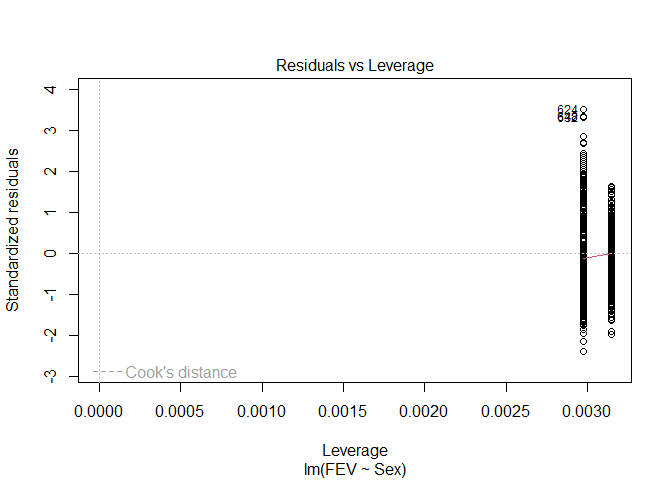 Residuals vs Leverage
Standardized residuals
4
3
2
1
0
-1
-2
-3
624
Cook's distance
0.0000 0.0005 0.0010 0.0015 0.0020 0.0025 0.0030
Leverage
lm(FEV ~ Sex)